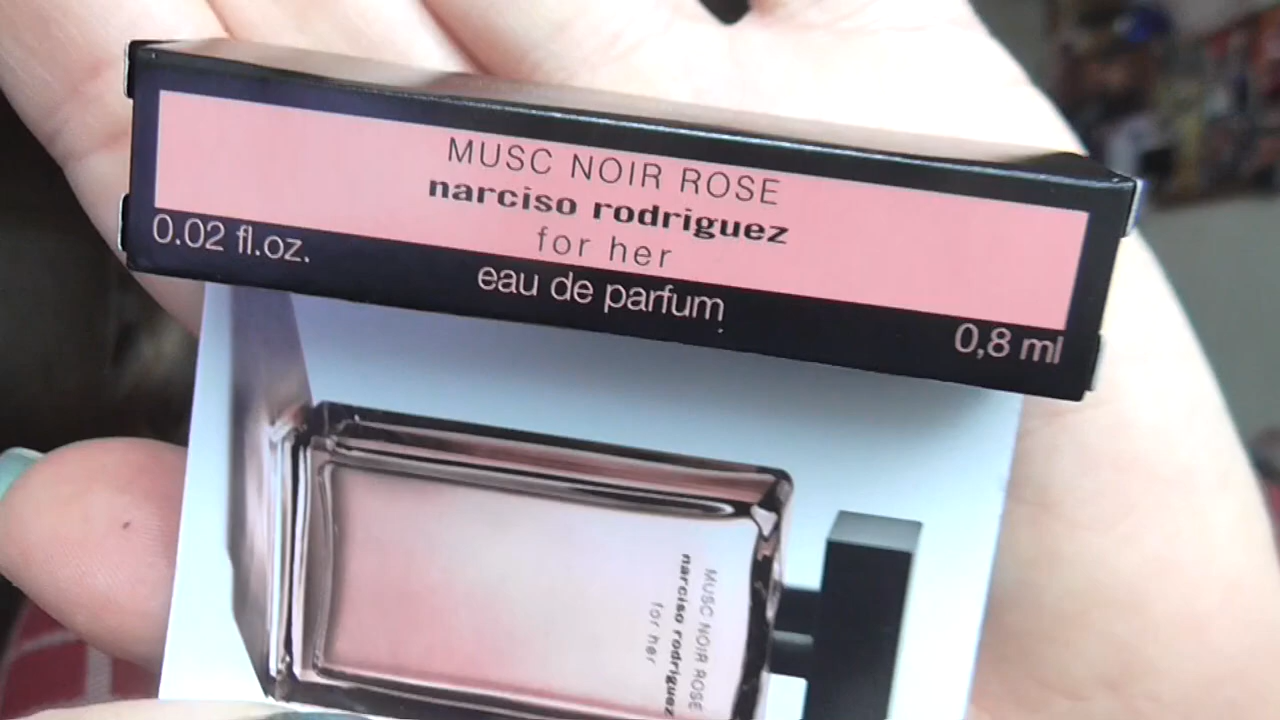 MUSC NOIR ROSE
narciso rodriguez
for her
0.02 fl.oz.
eau de parfum
0,8 ml
MUSC NOIR ROSE
narciso rodriguez
for her